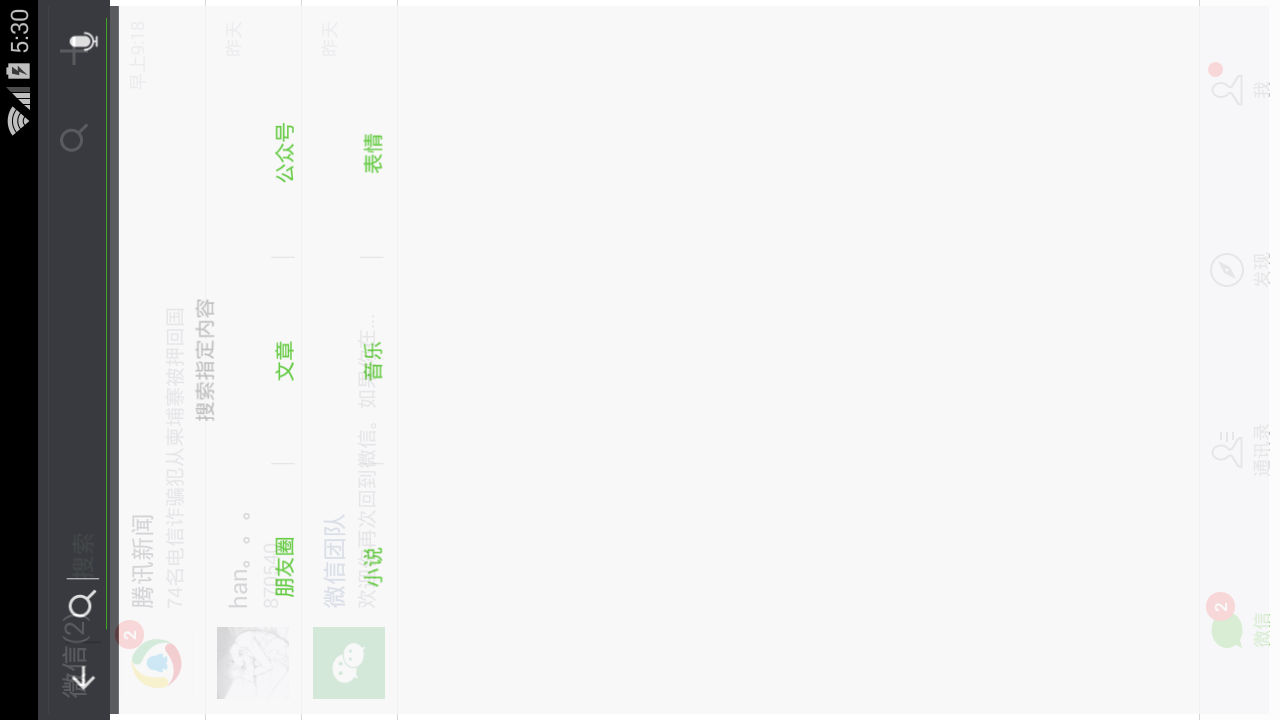 5:30
微信(2)
搜索
腾讯新闻
早上9:18
74名电信诈骗犯从柬埔寨被押回国
2
搜索指定内容
han。。。
昨天
870540
朋友圈
文章
公众号
微信团队
昨天
欢迎你再次回到微信。如果你在...
小说
音乐
表情
2
微信
通讯录
发现
我